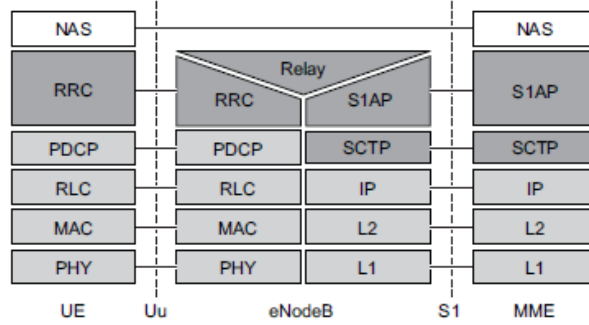 NAS NAS
Relay
RRC RRC S1AP S1AP
PDCP PDCP SCTP SCTP
RLC RLC IP IP
MAC MAC L2 L2
PHY PHY L1 L1
UE Uu eNodeB S1 MME